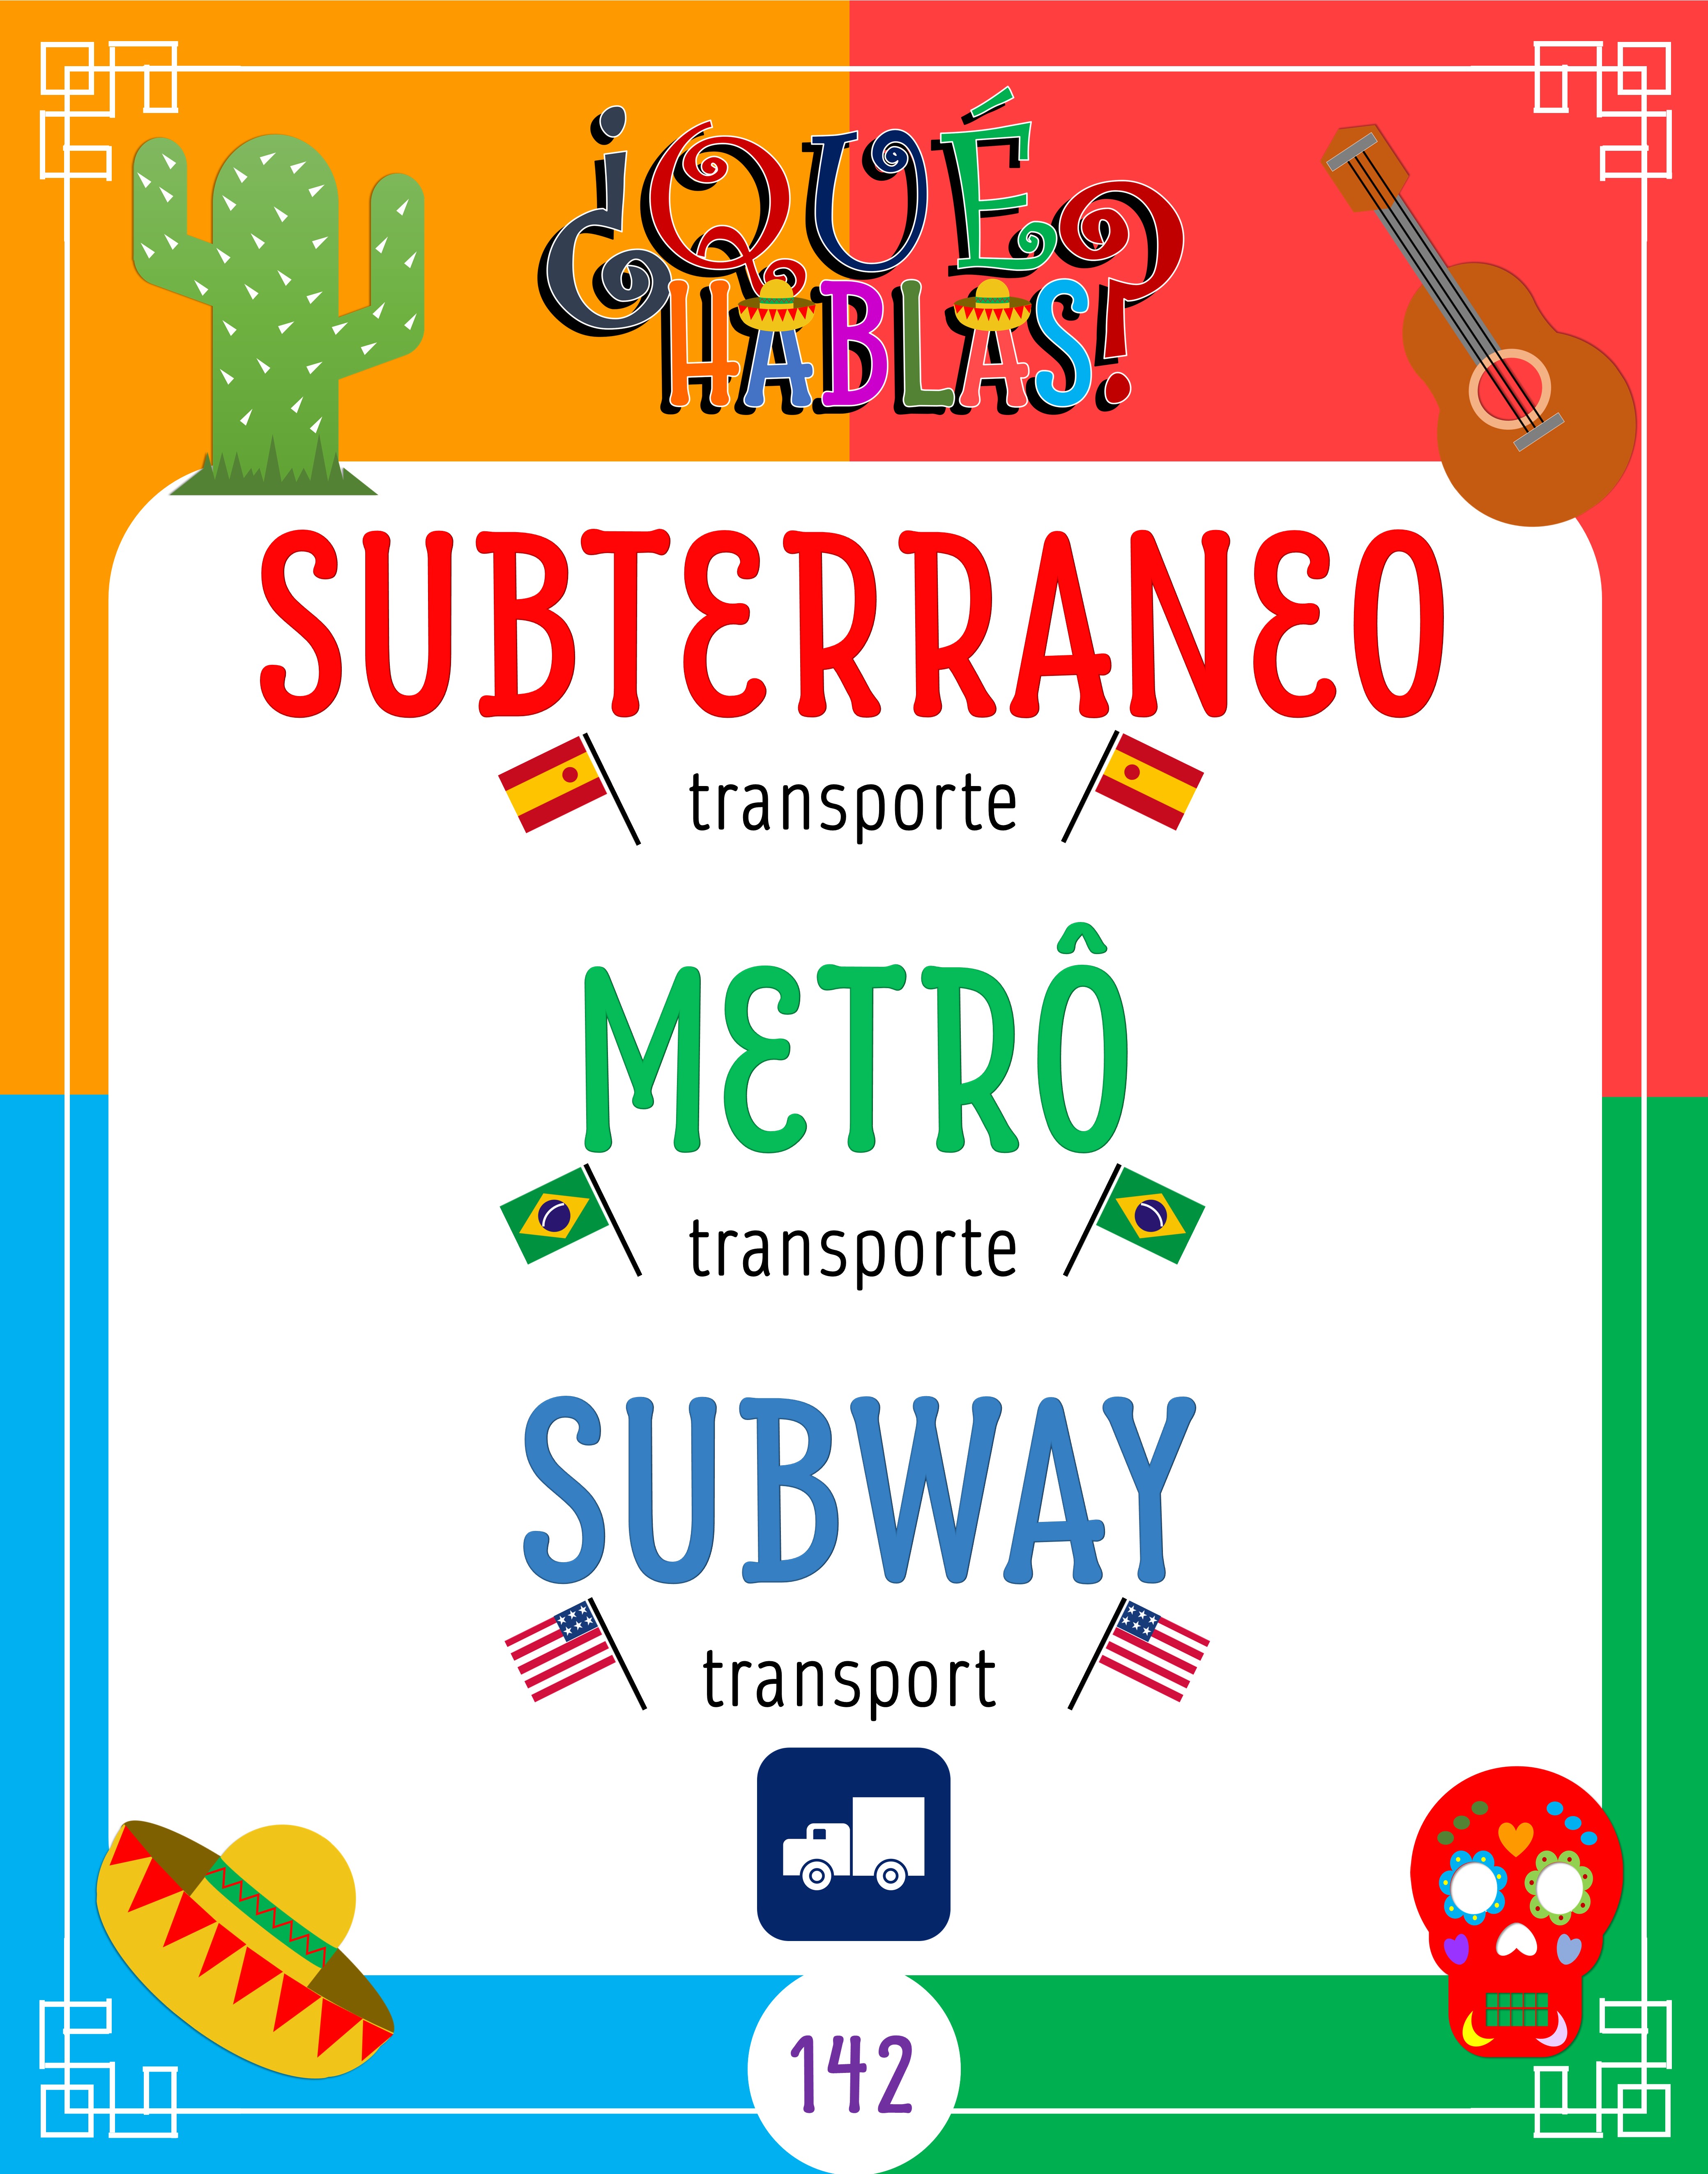 ¿QUÉ
HABLAS?
SUBTERRANEO
transporte
METRÔ
transporte
SUBWAY
transport
142